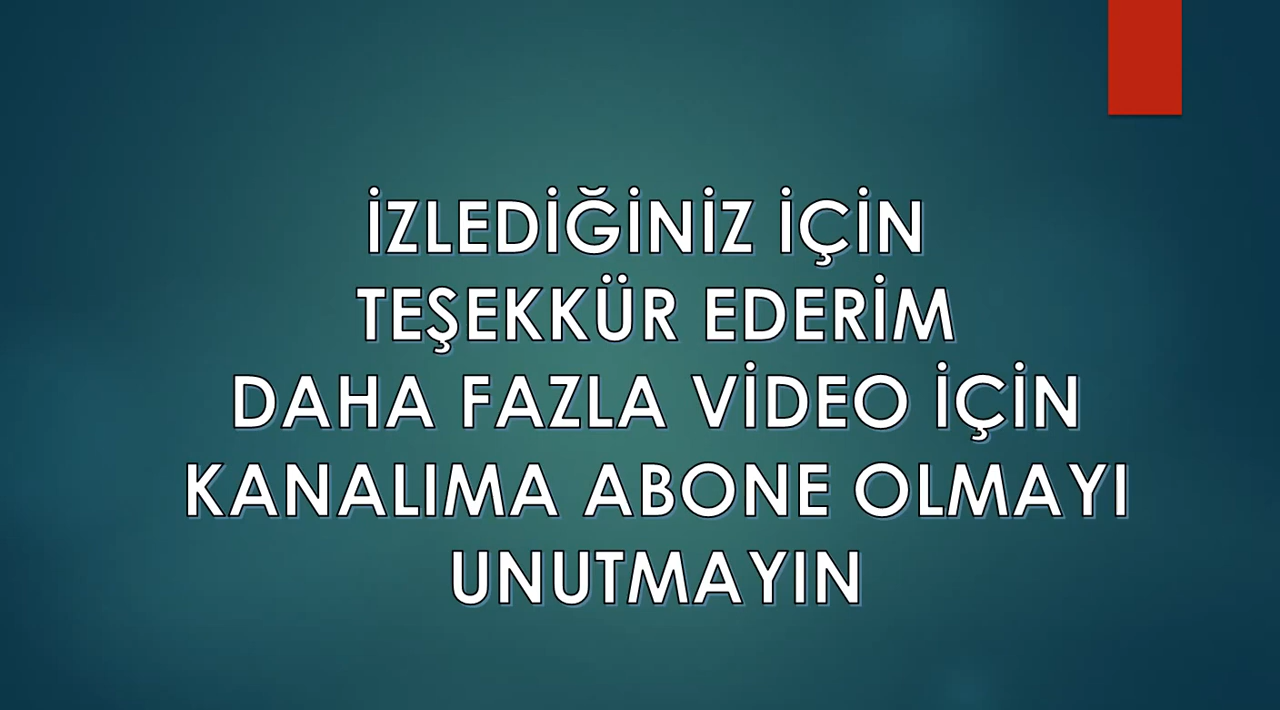 İZLEDİĞİNİZ İÇİN
TEŞEKKÜR EDERİM
DAHA FAZLA VİDEO İÇİN
KANALIMA ABONE OLMAYI
UNUTMAYIN